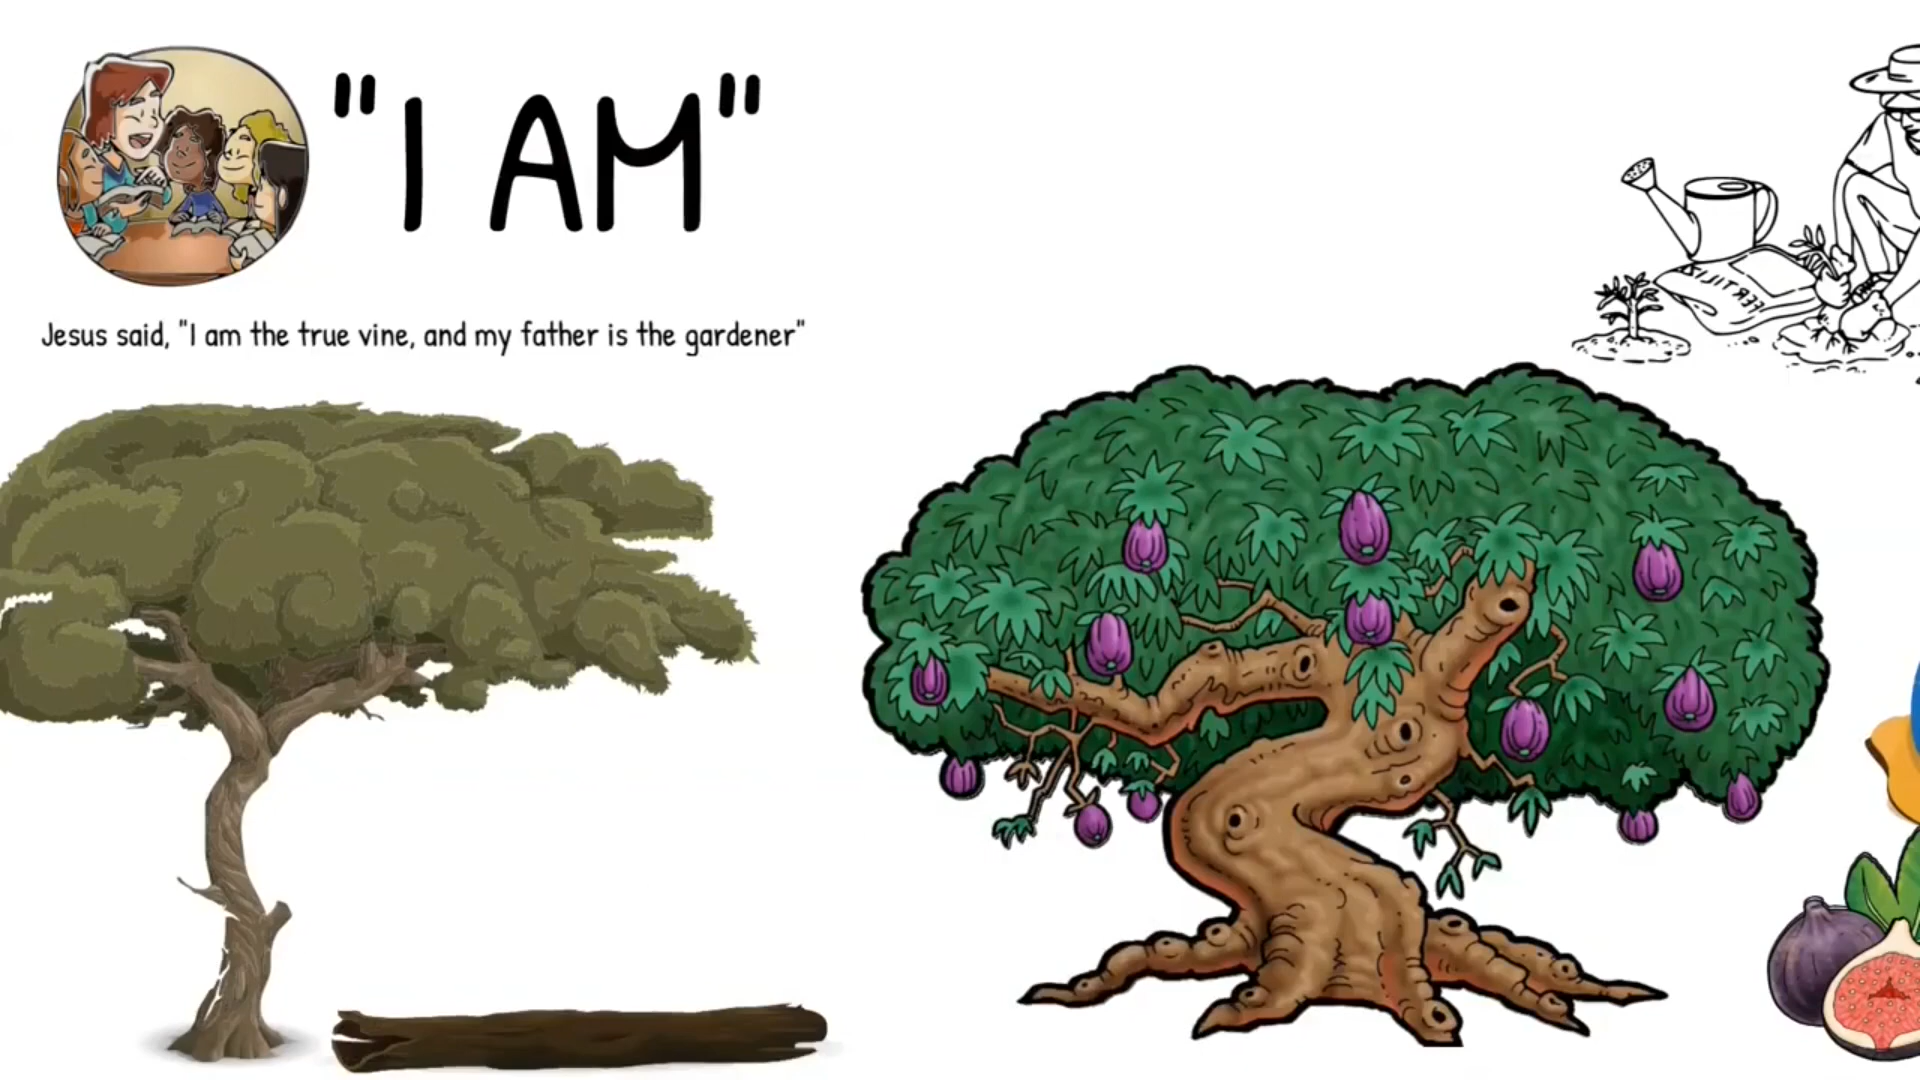 "I AM"
Jesus said, "I am the true vine, and my father is the gardener"